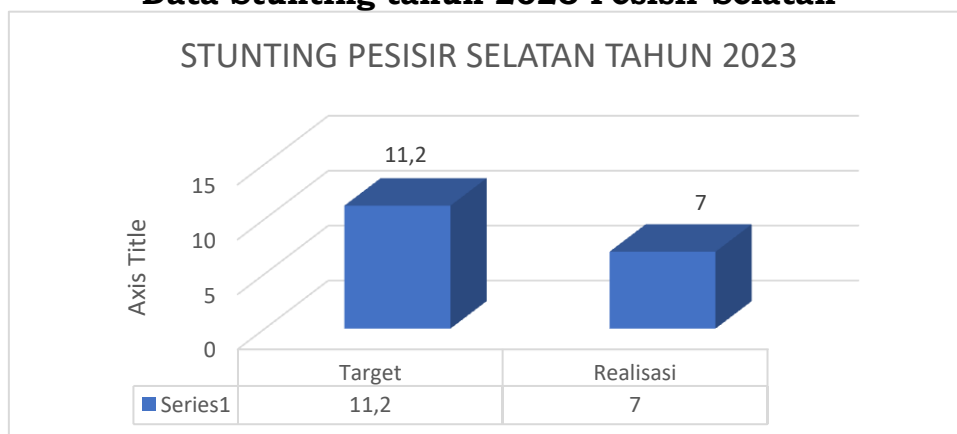 Data Stunting tahun 2023 Pesisir Selatan
STUNTING PESISIR SELATAN TAHUN 2023
11,2
7
15
10
5
0
Axis Title
Target Realisasi
Series1 11,2 7